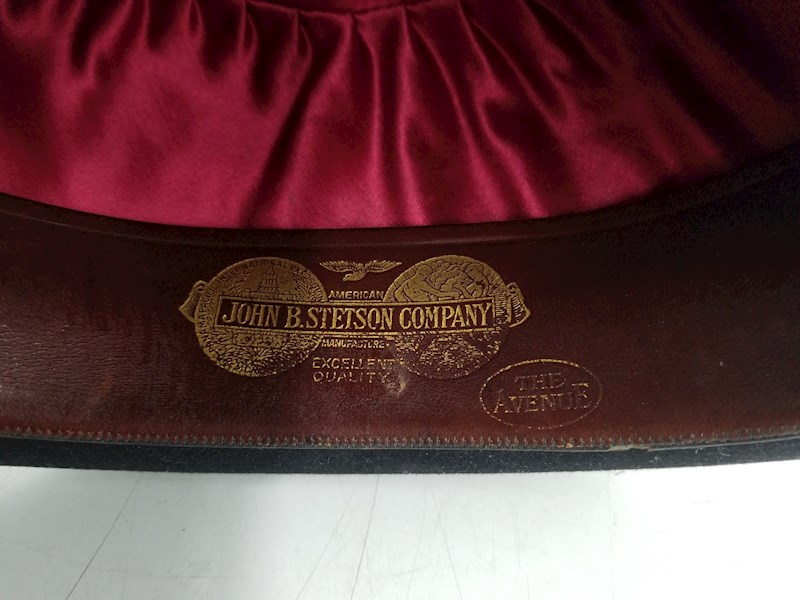 AMERICAN
JOHN B. STETSON COMPANY
MANUFACTURE
EXCELLENT
QUALITY
THE
AVENUE